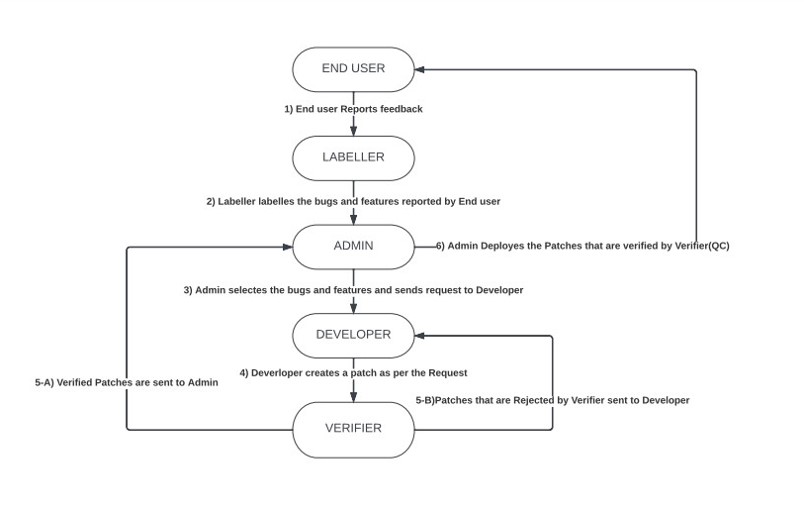 END USER
1) End user Reports feedback
LABELLER
2) Labeller labelles the bugs and features reported by End user
ADMIN
6) Admin Deployes the Patches that are verified by Verifier(QC)
3) Admin selectes the bugs and features and sends request to Developer
DEVELOPER
4) Deverloper creates a patch as per the Request
5-A) Verified Patches are sent to Admin
5-B)Patches that are Rejected by Verifier sent to Developer
VERIFIER